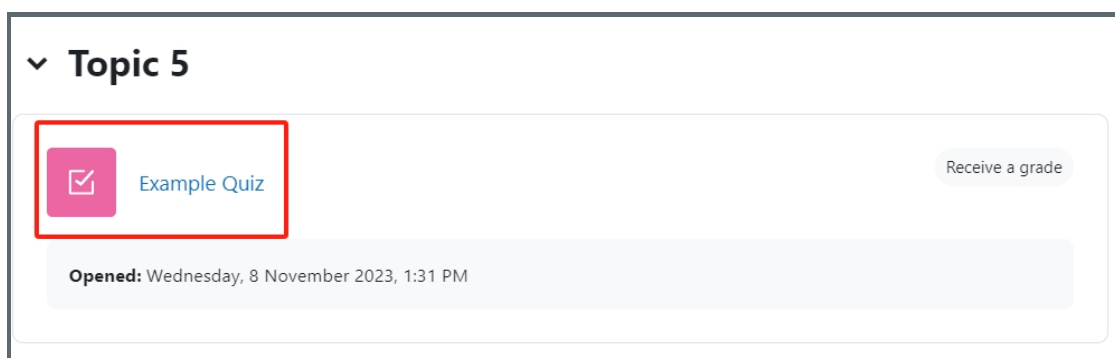 Topic 5
Example Quiz
Receive a grade
Opened: Wednesday, 8 November 2023, 1:31 PM